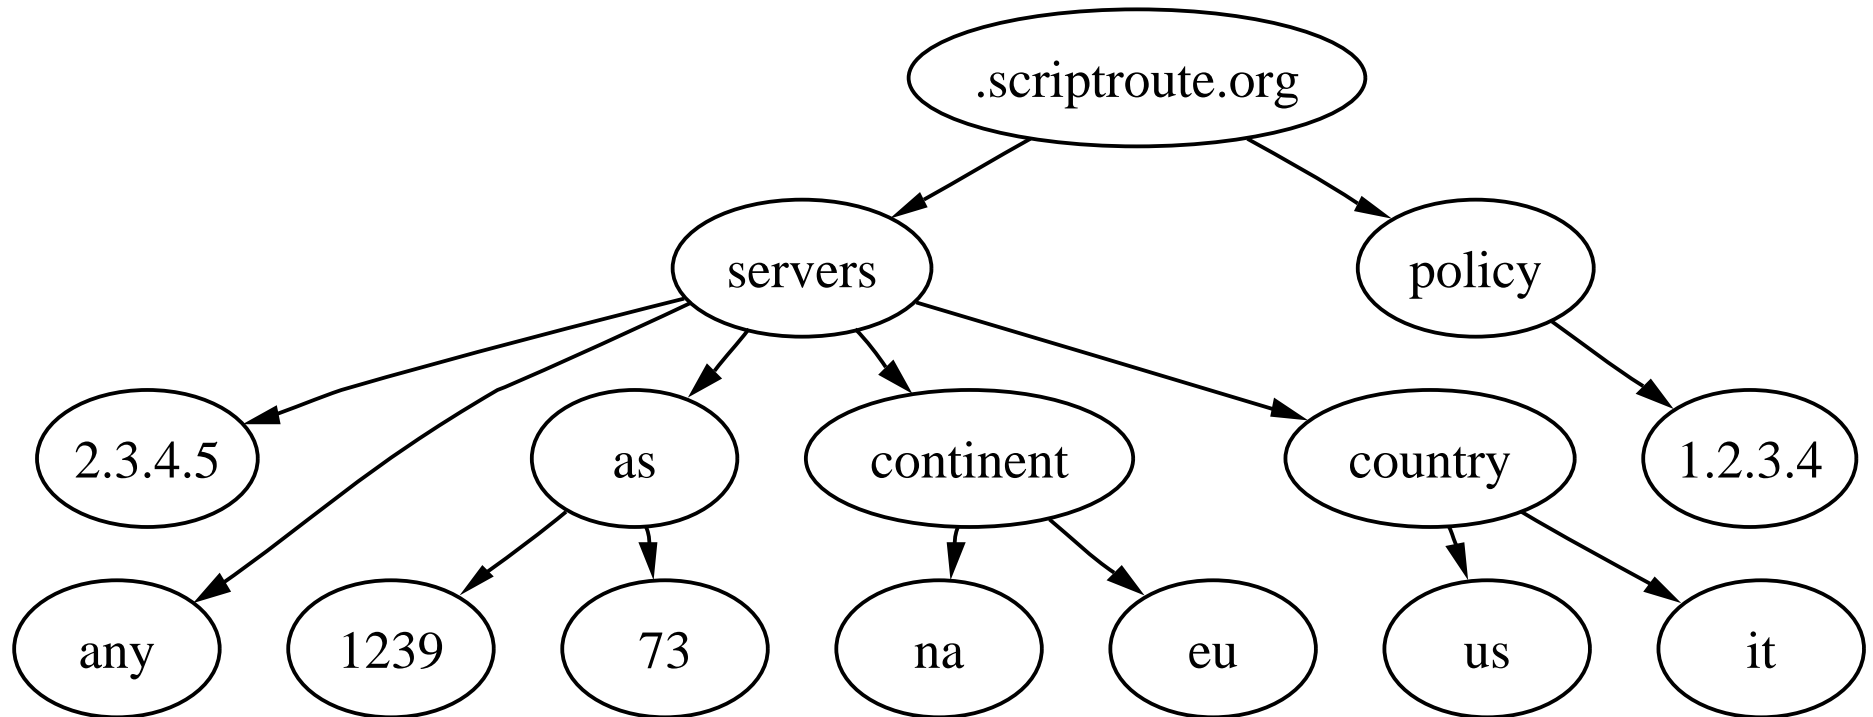 .scriptroute.org
servers
policy
2.3.4.5
as
continent
country
1.2.3.4
any
1239
73
na
eu
us
it